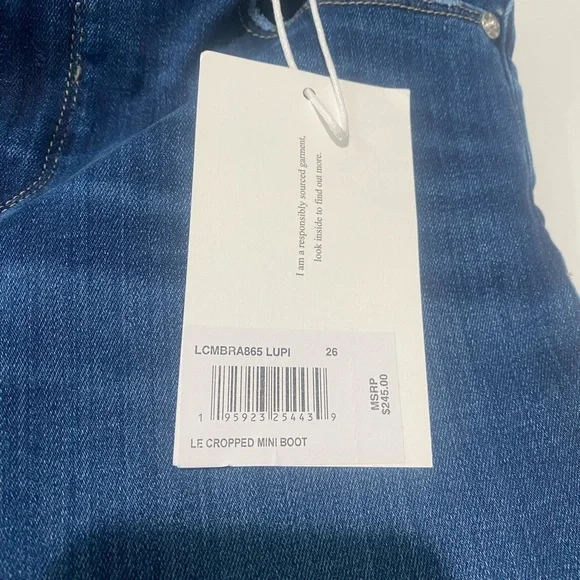 I am a responsibly sourced garment,
look inside to find out more.
LCMBRA865 LUPI 26
MSRP
$245.00
1 95923 25443 9
LE CROPPED MINI BOOT